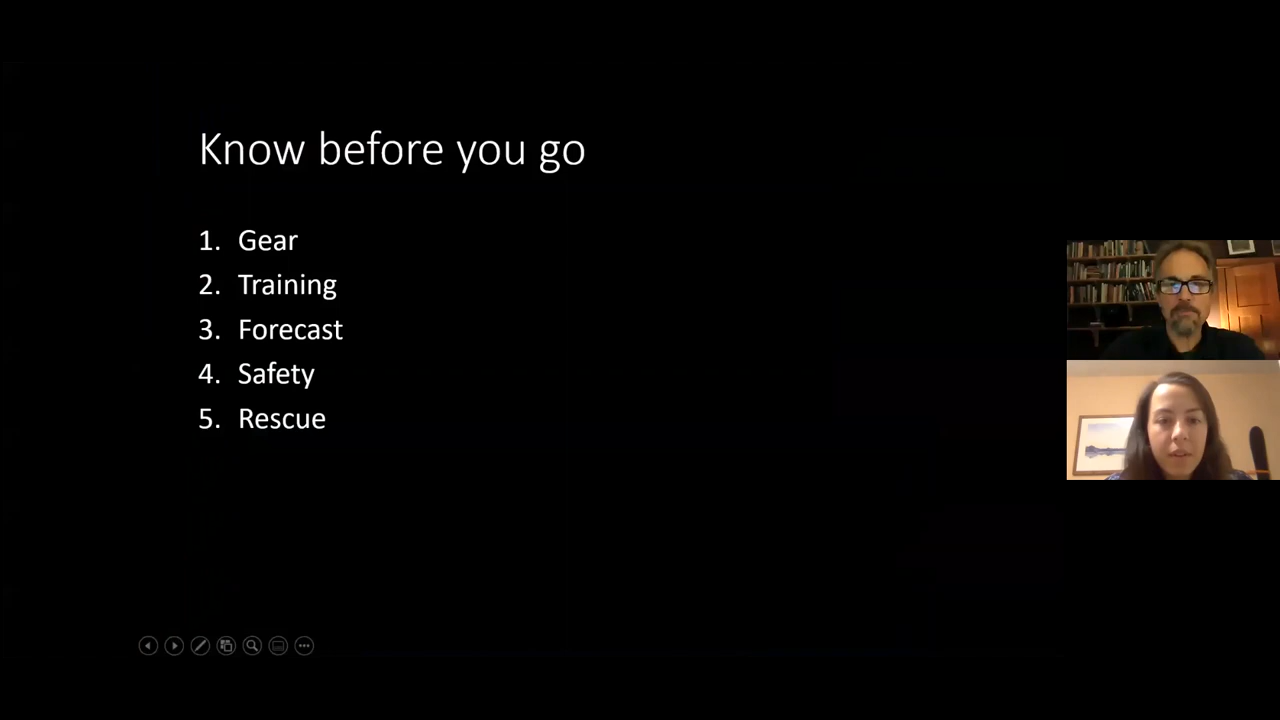 Know before you go
1. Gear
2. Training
3. Forecast
4. Safety
5. Rescue